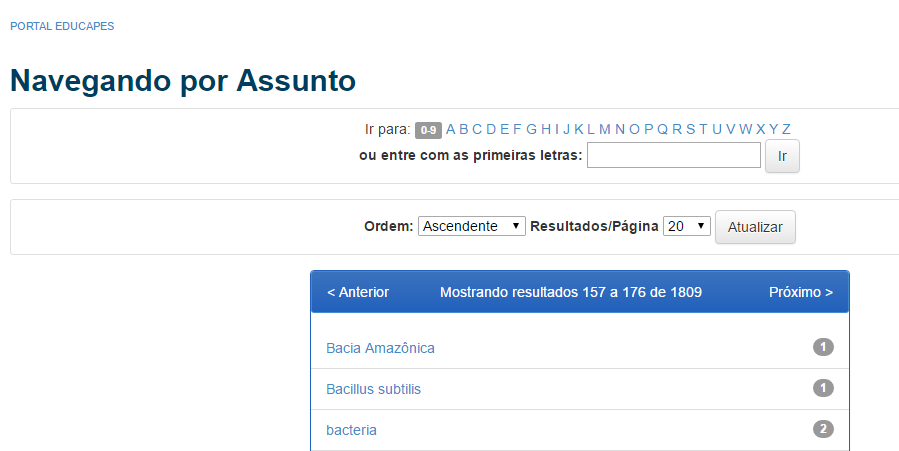 PORTAL EDUCAPES
Navegando por Assunto
Ir para: 0-9 A B C D E F G H I J K L M N O P Q R S T U V W X Y Z
ou entre com as primeiras letras: Ir
Ordem: Ascendente Resultados/Página 20 Atualizar
< Anterior Mostrando resultados 157 a 176 de 1809 Próximo >
Bacia Amazônica 1
Bacillus subtilis 1
bacteria 2